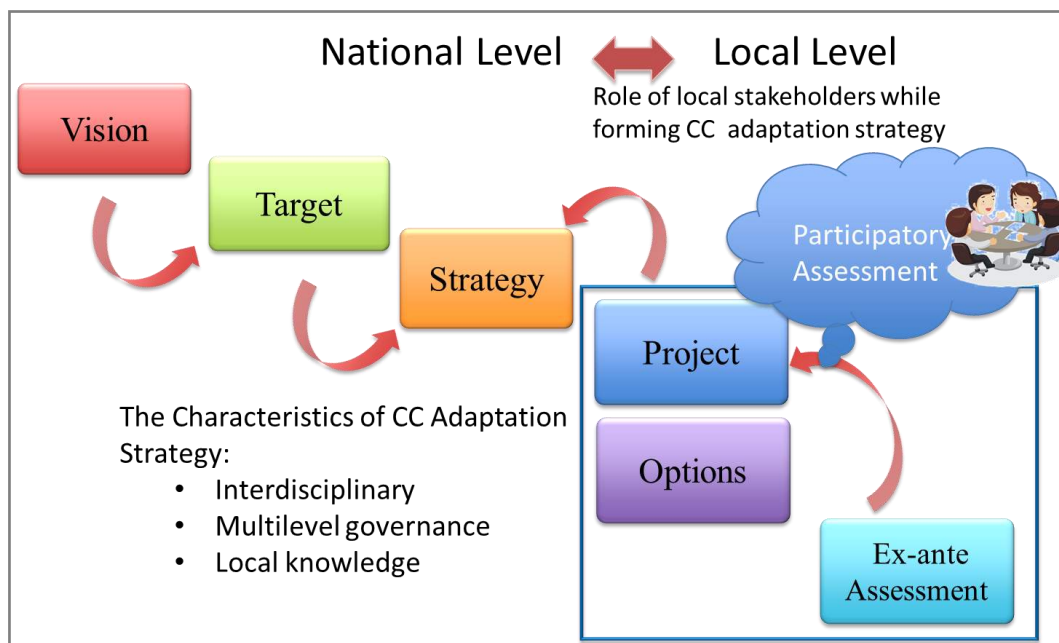 National Level Local Level
Role of local stakeholders while
forming CC adaptation strategy
Vision
Target
Strategy
Participatory
Assessment
Project
Options
Ex-ante
Assessment
The Characteristics of CC Adaptation
Strategy:
• Interdisciplinary
• Multilevel governance
• Local knowledge